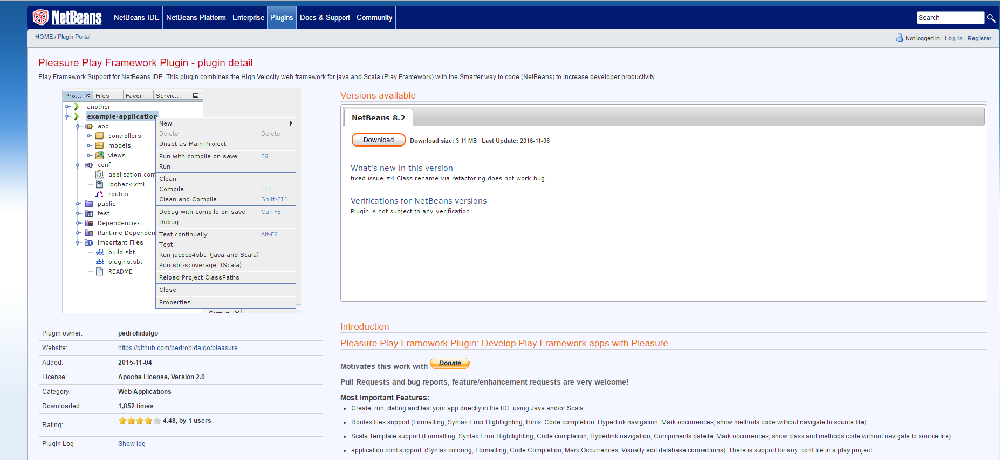 NetBeans
NetBeans IDE NetBeans Platform Enterprise Plugins Docs & Support Community
Search
HOME / Plugin Portal
Not logged in | Log in | Register
Pleasure Play Framework Plugin - plugin detail
Play Framework Support for NetBeans IDE. This plugin combines the High Velocity web framework for java and Scala (Play Framework) with the Smarter way to code (NetBeans) to increase developer productivity.
Pro... Files Favori... Servic...
another
example-application
app
controllers
models
views
conf
application.conf
logback.xml
routes
public
test
Dependencies
Runtime Dependen
Important Files
build.sbt
plugins.sbt
README
New
Delete Delete
Unset as Main Project
Run with compile on save F6
Run
Clean
Compile F11
Clean and Compile Shift-F11
Debug with compile on save Ctrl-F5
Debug
Test continually Alt-F6
Test
Run jacoco4sbt (Java and Scala)
Run sbt-scoverage (Scala)
Reload Project ClassPaths
Close
Properties
Output
Plugin owner: pedrohidalgo
Website: https://github.com/pedrohidalgo/pleasure
Added: 2015-11-04
License: Apache License, Version 2.0
Category: Web Applications
Downloaded: 1,852 times
Rating: 4.48, by 1 users
Plugin Log Show log
Versions available
NetBeans 8.2
Download Download size: 3.11 MB Last Update: 2016-11-06
What's new in this version
fixed issue #4 Class rename via refactoring does not work bug
Verifications for NetBeans versions
Plugin is not subject to any verification
Introduction
Pleasure Play Framework Plugin: Develop Play Framework apps with Pleasure.
Motivates this work with Donate
Pull Requests and bug reports, feature/enhancement requests are very welcome!
Most Important Features:
• Create, run, debug and test your app directly in the IDE using Java and/or Scala
• Routes files support (Formatting, Syntax Error Hightlighting, Hints, Code completion, Hyperlink navigation, Mark occurrences, show methods code without navigate to source file)
• Scala Template support (Formatting, Syntax Error Hightlighting, Code completion, Hyperlink navigation, Components palette, Mark occurrences, show class and methods code without navigate to source file)
• application.conf support. (Syntax coloring, Formatting, Code Completion, Mark Occurrences, Visually edit database connections). There is support for any .conf file in a play project